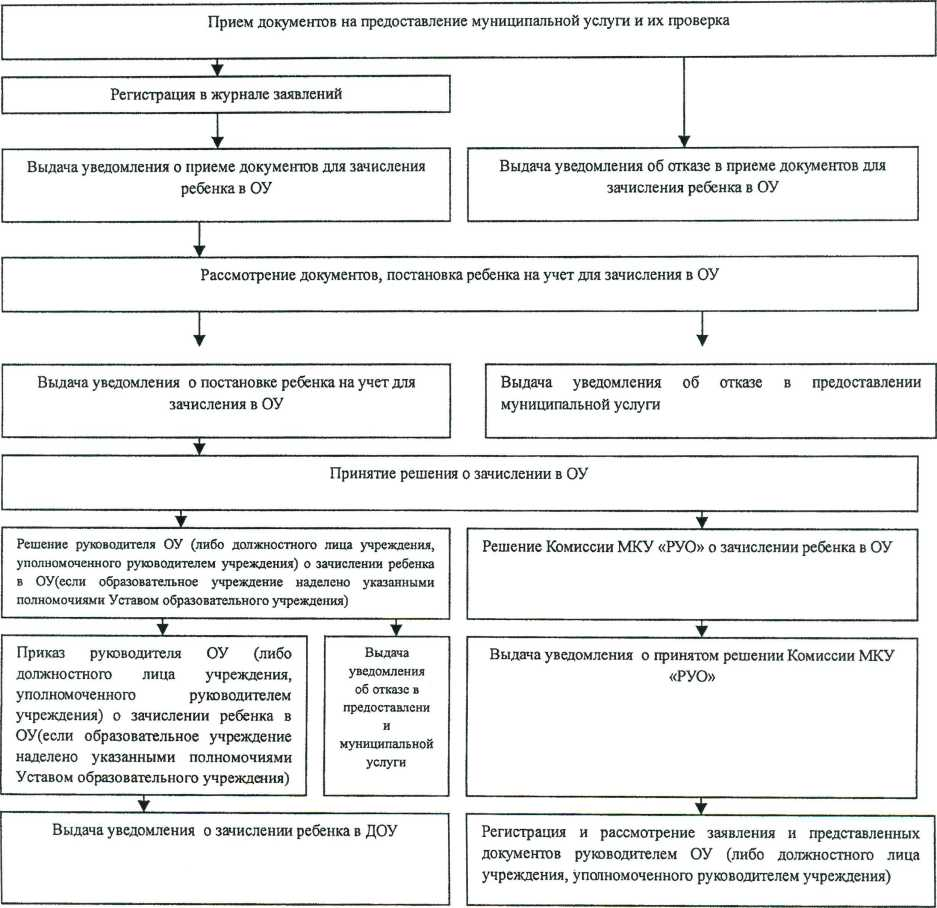 Прием документов на предоставление муниципальной услуги и их проверка
Регистрация в журнале заявлений
Выдача уведомления о приеме документов для зачисления
ребенка в ОУ
Выдача уведомления об отказе в приеме документов для
зачисления ребенка в ОУ
Рассмотрение документов, постановка ребенка на учет для зачисления в ОУ
Выдача уведомления о постановке ребенка на учет для
зачисления в ОУ
Выдача уведомления об отказе в предоставлении
муниципальной услуги
Принятие решения о зачислении в ОУ
Решение руководителя ОУ (либо должностного лица учреждения,
уполномоченного руководителем учреждения) о зачислении ребенка
в ОУ(если образовательное учреждение наделено указанными
полномочиями Уставом образовательного учреждения)
Решение Комиссии МКУ «РУО» о зачислении ребенка в ОУ
Приказ руководителя ОУ (либо
должностного лица учреждения,
уполномоченного руководителем
учреждения) о зачислении ребенка в
ОУ(если образовательное учреждение
наделено указанными полномочиями
Уставом образовательного учреждения)
Выдача
уведомления
об отказе в
предоставлени
и
муниципальной
услуги
Выдача уведомления о принятом решении Комиссии МКУ
«РУО»
Выдача уведомления о зачислении ребенка в ДОУ
Регистрация и рассмотрение заявления и представленных
документов руководителем ОУ (либо должностного лица
учреждения, уполномоченного руководителем учреждения)